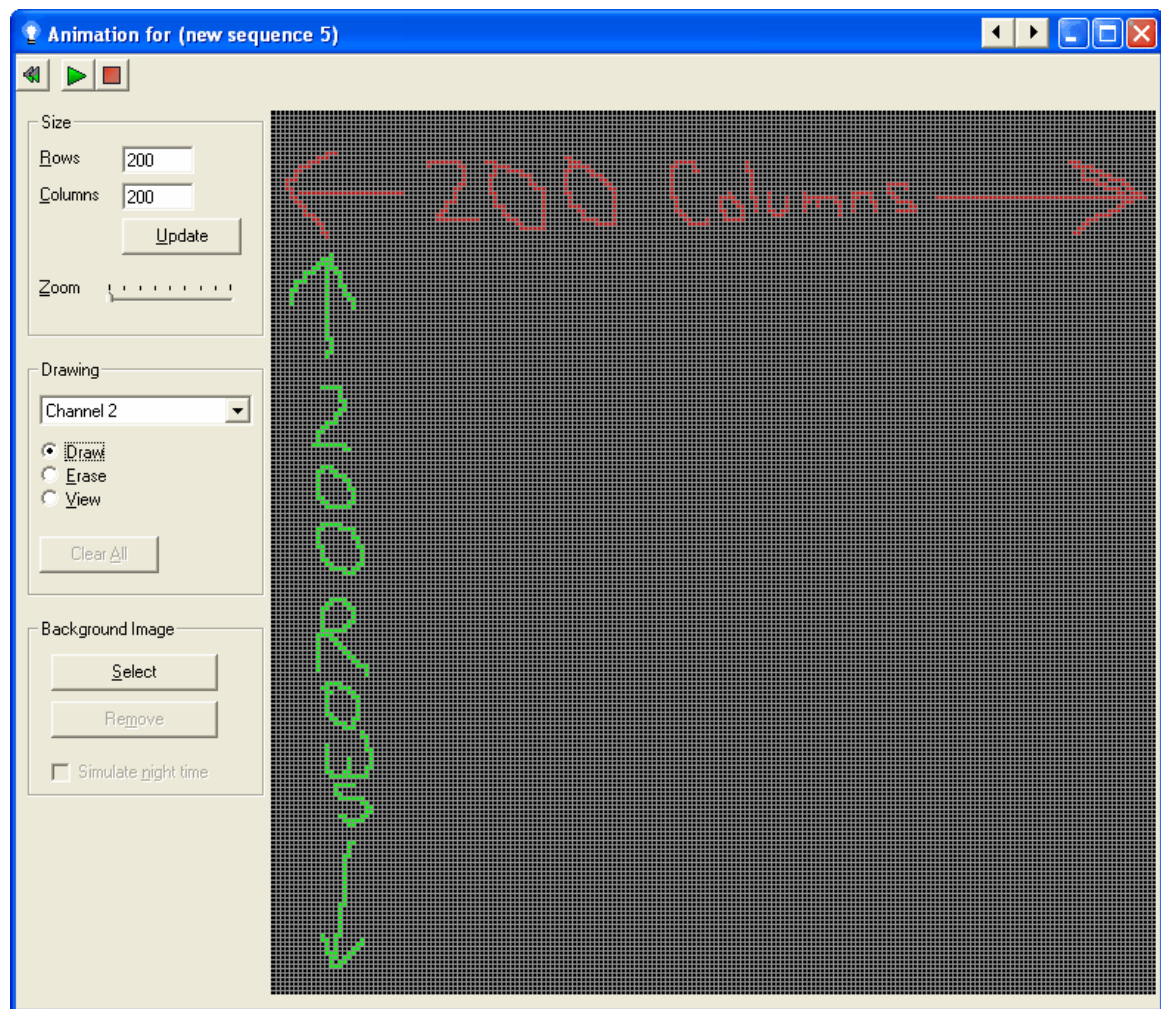 Animation for (new sequence 5)
Size
Rows 200
Columns 200
Update
Zoom
Drawing
Channel 2
Draw
Erase
View
Clear All
Background Image
Select
Remove
Simulate night time
200 Columns
200 Rows